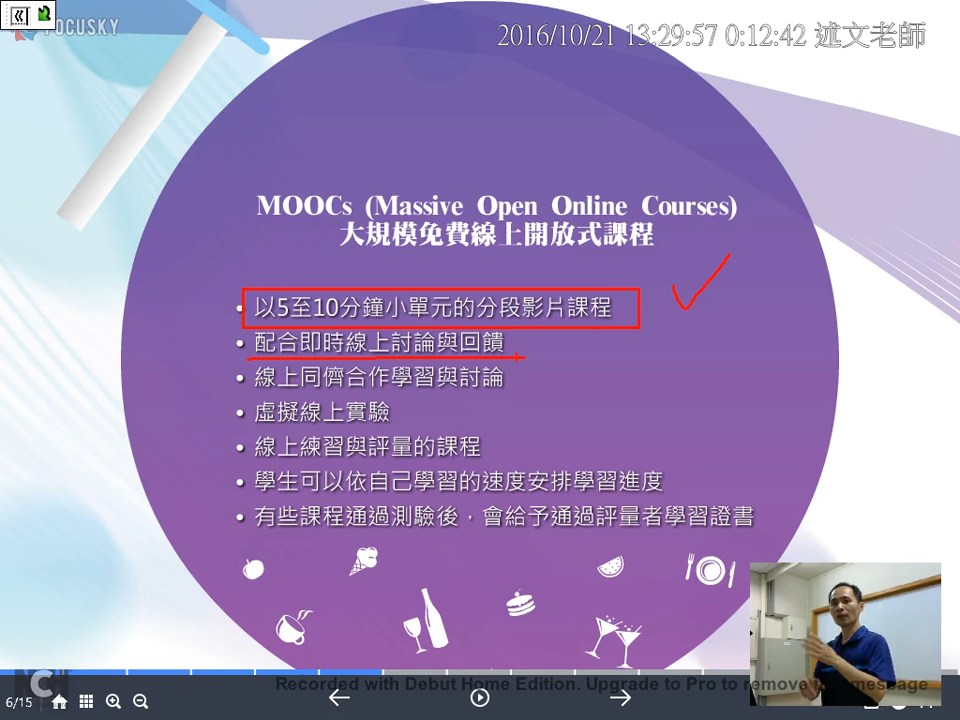 FOCUSKY
2016/10/21 13:29:57 0:12:42 述文老師
MOOCs (Massive Open Online Courses)
大規模免費線上開放式課程
• 以5至10分鐘小單元的分段影片課程
• 配合即時線上討論與回饋
• 線上同儕合作學習與討論
• 虛擬線上實驗
• 線上練習與評量的課程
• 學生可以依自己學習的速度安排學習進度
• 有些課程通過測驗後，會給予通過評量者學習證書
C
Recorded with Debut Home Edition. Upgrade to Pro to remove message
6/15